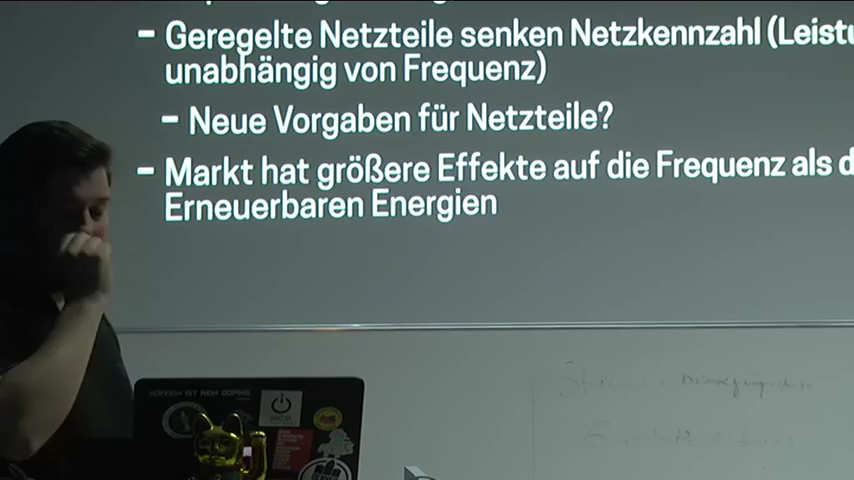 - Geregelte Netzteile senken Netzkennzahl (Leistu
unabhängig von Frequenz)
- Neue Vorgaben für Netzteile?
- Markt hat größere Effekte auf die Frequenz als d
Erneuerbaren Energien